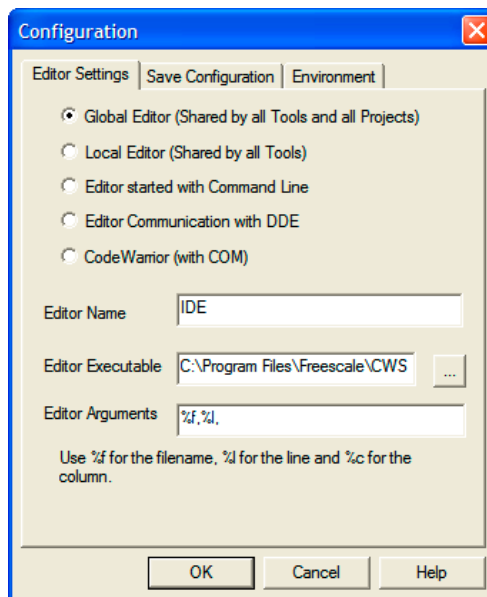 Configuration
Editor Settings Save Configuration Environment
Global Editor (Shared by all Tools and all Projects)
Local Editor (Shared by all Tools)
Editor started with Command Line
Editor Communication with DDE
CodeWarrior (with COM)
Editor Name IDE
Editor Executable C:\Program Files\Freescale\CWS ...
Editor Arguments %f,%l,
Use %f for the filename, %l for the line and %c for the
column.
OK Cancel Help